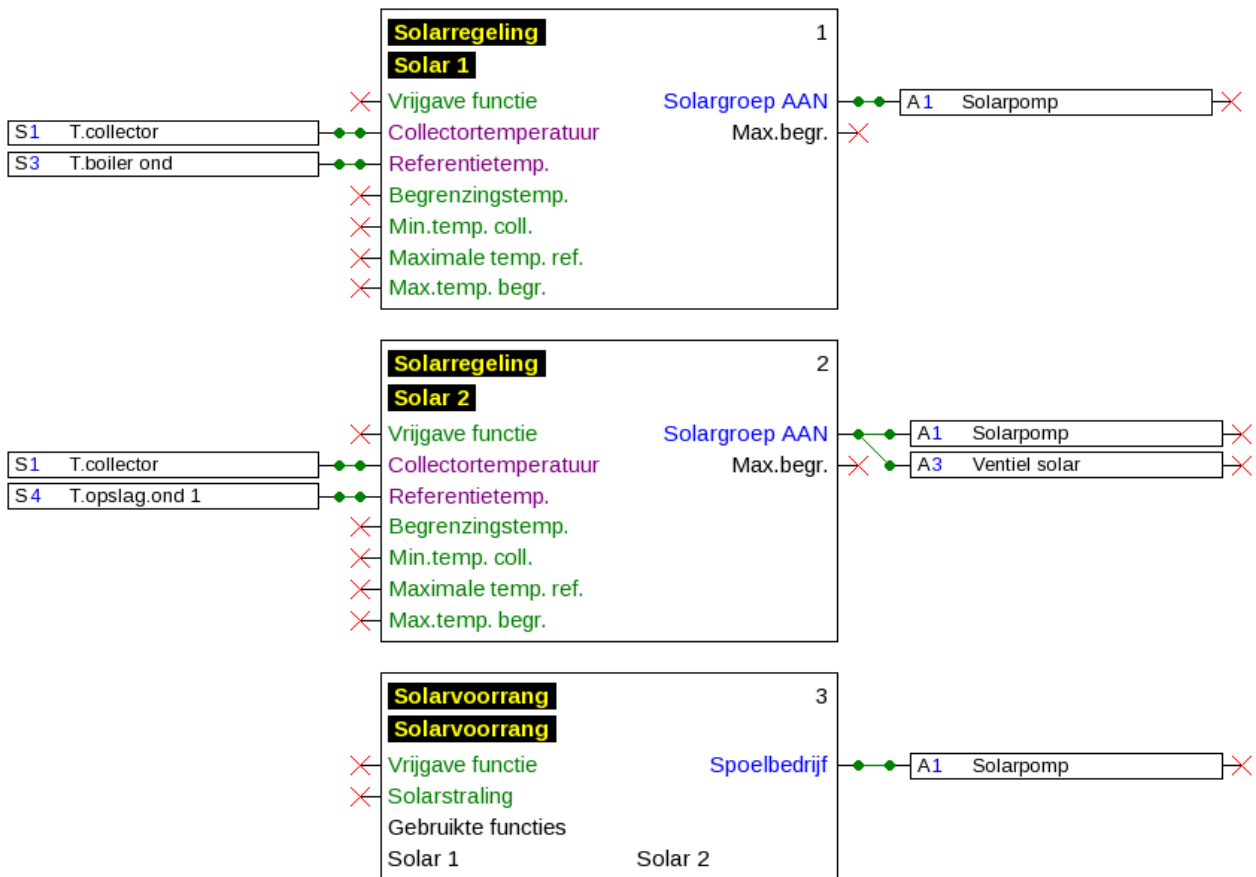 Solarregeling 1
Solar 1
Vrijgave functie Solargroep AAN A1 Solarpomp
S1 T.collector Collectortemperatuur Max.begr.
S3 T.boiler ond Referentietemp.
Begrenzingstemp.
Min.temp. coll.
Maximale temp. ref.
Max.temp. begr.
Solarregeling 2
Solar 2
Vrijgave functie Solargroep AAN A1 Solarpomp
S1 T.collector Collectortemperatuur Max.begr. A3 Ventiel solar
S4 T.opslag.ond 1 Referentietemp.
Begrenzingstemp.
Min.temp. coll.
Maximale temp. ref.
Max.temp. begr.
Solarvoorrang 3
Solarvoorrang
Vrijgave functie Spoelbedrijf A1 Solarpomp
Solarstraling
Gebruikte functies
Solar 1 Solar 2